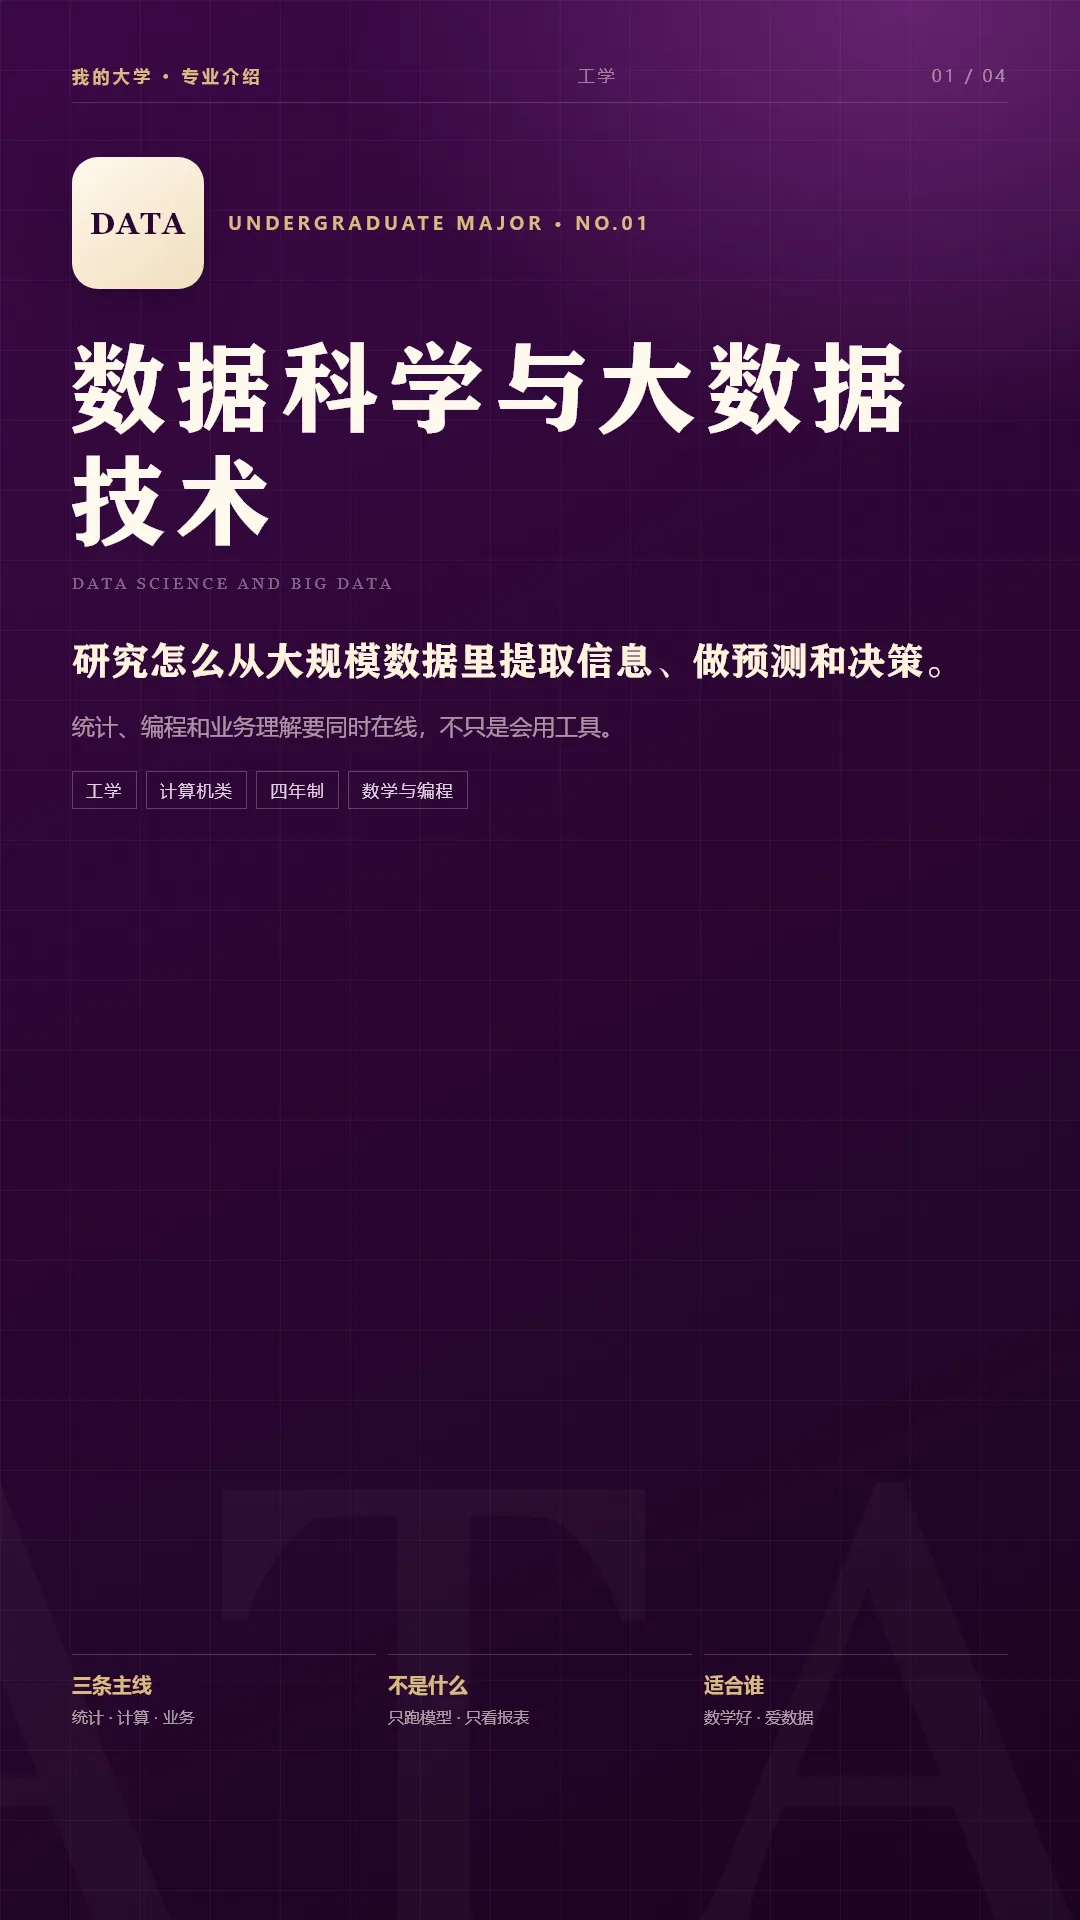 我的大学 • 专业介绍
工学
01 / 04
DATA
UNDERGRADUATE MAJOR • NO.01
数据科学与大数据
技术
DATA SCIENCE AND BIG DATA
研究怎么从大规模数据里提取信息、做预测和决策。
统计、编程和业务理解要同时在线，不只是会用工具。
工学
计算机类
四年制
数学与编程
三条主线
统计 · 计算 · 业务
不是什么
只跑模型 · 只看报表
适合谁
数学好 · 爱数据
ATA